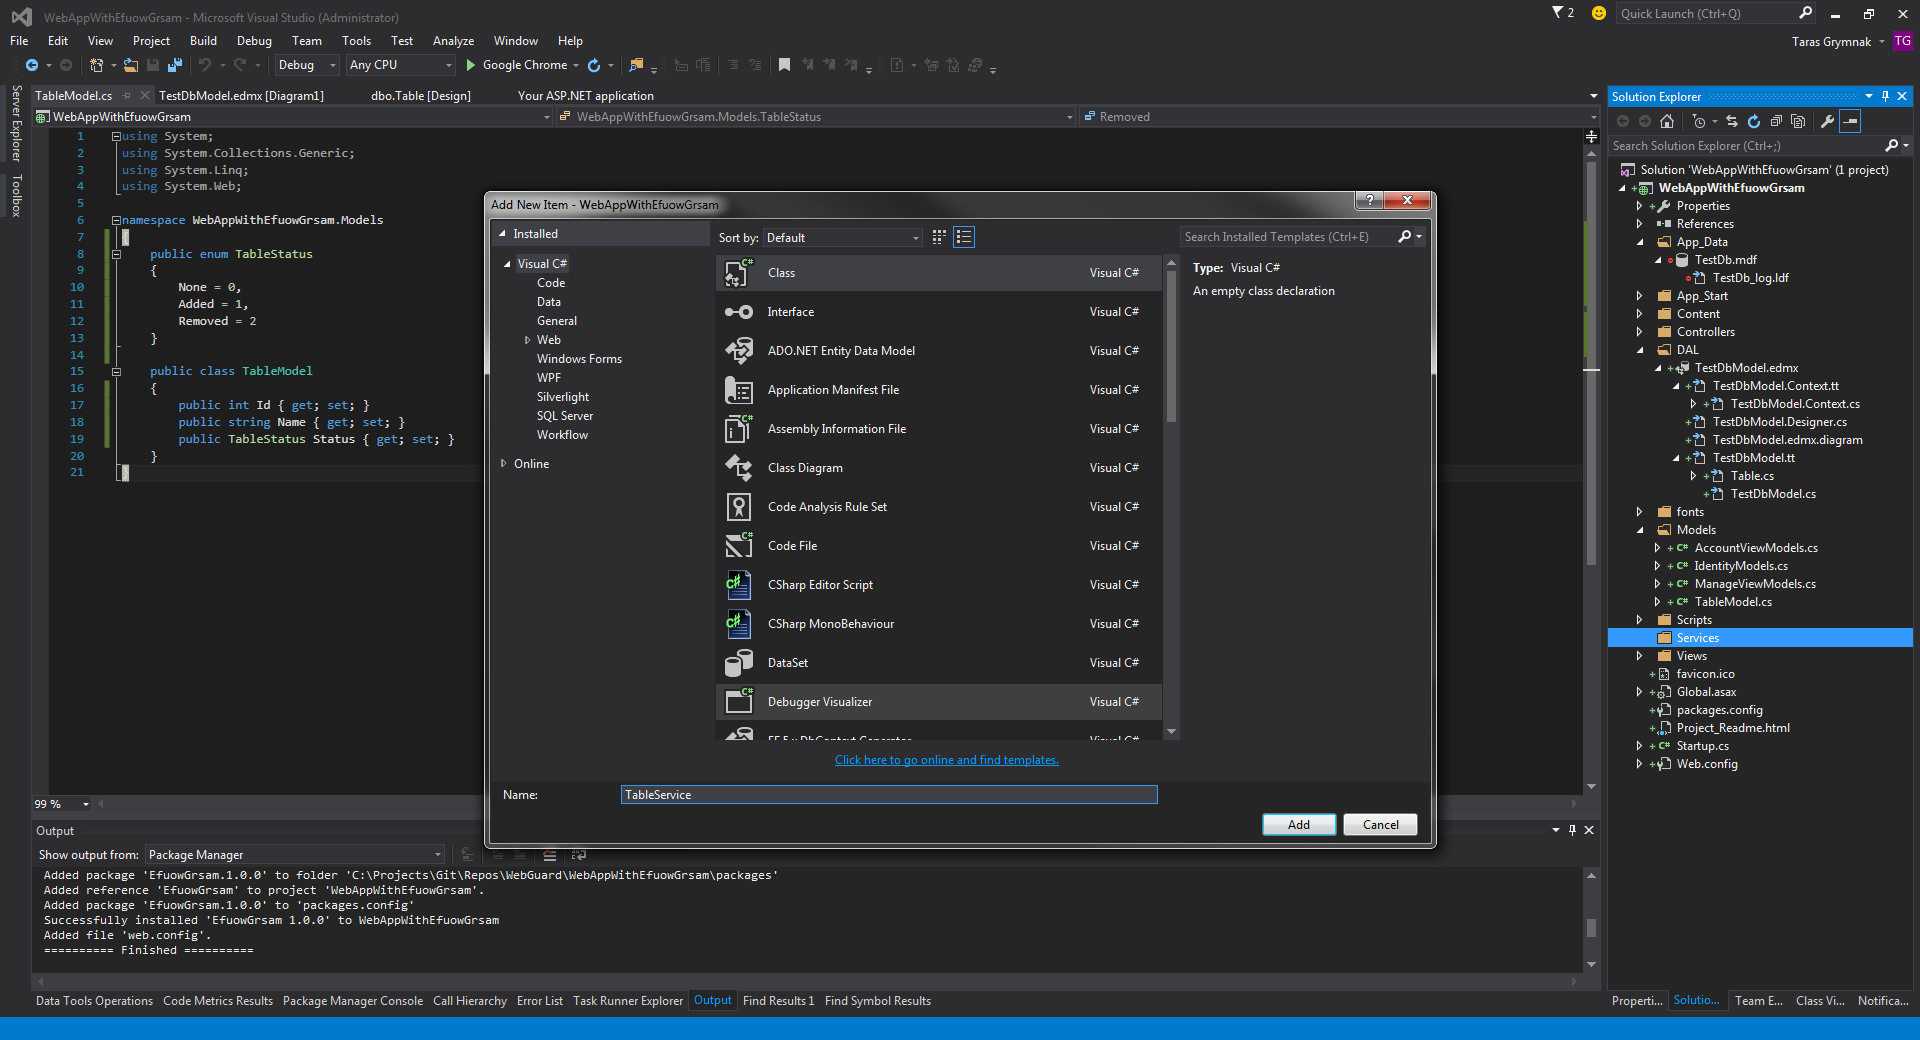 WebAppWithEfuowGrsam - Microsoft Visual Studio (Administrator)
2
Quick Launch (Ctrl+Q)
File Edit View Project Build Debug Team Tools Test Analyze Window Help
Taras Grymnak TG
Debug Any CPU Google Chrome
Server Explorer
Toolbox
TableModel.cs TestDbModel.edmx [Diagram1] dbo.Table [Design] Your ASP.NET application
WebAppWithEfuowGrsam WebAppWithEfuowGrsam.Models.TableStatus Removed
1 using System;
2 using System.Collections.Generic;
3 using System.Linq;
4 using System.Web;
5
6 namespace WebAppWithEfuowGrsam.Models
7 {
8 public enum TableStatus
9 {
10 None = 0,
11 Added = 1,
12 Removed = 2
13 }
14
15 public class TableModel
16 {
17 public int Id { get; set; }
18 public string Name { get; set; }
19 public TableStatus Status { get; set; }
20 }
21 }
99 %
Add New Item - WebAppWithEfuowGrsam
?
Installed
Visual C#
Code
Data
General
Web
Windows Forms
WPF
Silverlight
SQL Server
Workflow
Online
Sort by: Default
Search Installed Templates (Ctrl+E)
Class Visual C#
Interface Visual C#
ADO.NET Entity Data Model Visual C#
Application Manifest File Visual C#
Assembly Information File Visual C#
Class Diagram Visual C#
Code Analysis Rule Set Visual C#
Code File Visual C#
CSharp Editor Script Visual C#
CSharp MonoBehaviour Visual C#
DataSet Visual C#
Debugger Visualizer Visual C#
EF 5.x DbContext Generator Visual C#
Type: Visual C#
An empty class declaration
Click here to go online and find templates.
Name: TableService
Add Cancel
Output
Show output from: Package Manager
Added package 'EfuowGrsam.1.0.0' to folder 'C:\Projects\Git\Repos\WebGuard\WebAppWithEfuowGrsam\packages'
Added reference 'EfuowGrsam' to project 'WebAppWithEfuowGrsam'.
Added package 'EfuowGrsam.1.0.0' to 'packages.config'
Successfully installed 'EfuowGrsam 1.0.0' to WebAppWithEfuowGrsam
Added file 'web.config'.
========== Finished ==========
Data Tools Operations Code Metrics Results Package Manager Console Call Hierarchy Error List Task Runner Explorer Output Find Results 1 Find Symbol Results
Solution Explorer
Search Solution Explorer (Ctrl+;)
Solution 'WebAppWithEfuowGrsam' (1 project)
WebAppWithEfuowGrsam
Properties
References
App_Data
TestDb.mdf
TestDb_log.ldf
App_Start
Content
Controllers
DAL
TestDbModel.edmx
TestDbModel.Context.tt
TestDbModel.Context.cs
TestDbModel.Designer.cs
TestDbModel.edmx.diagram
TestDbModel.tt
Table.cs
TestDbModel.cs
fonts
Models
AccountViewModels.cs
IdentityModels.cs
ManageViewModels.cs
TableModel.cs
Scripts
Services
Views
favicon.ico
Global.asax
packages.config
Project_Readme.html
Startup.cs
Web.config
Properti... Solutio... Team E... Class Vi... Notifica...